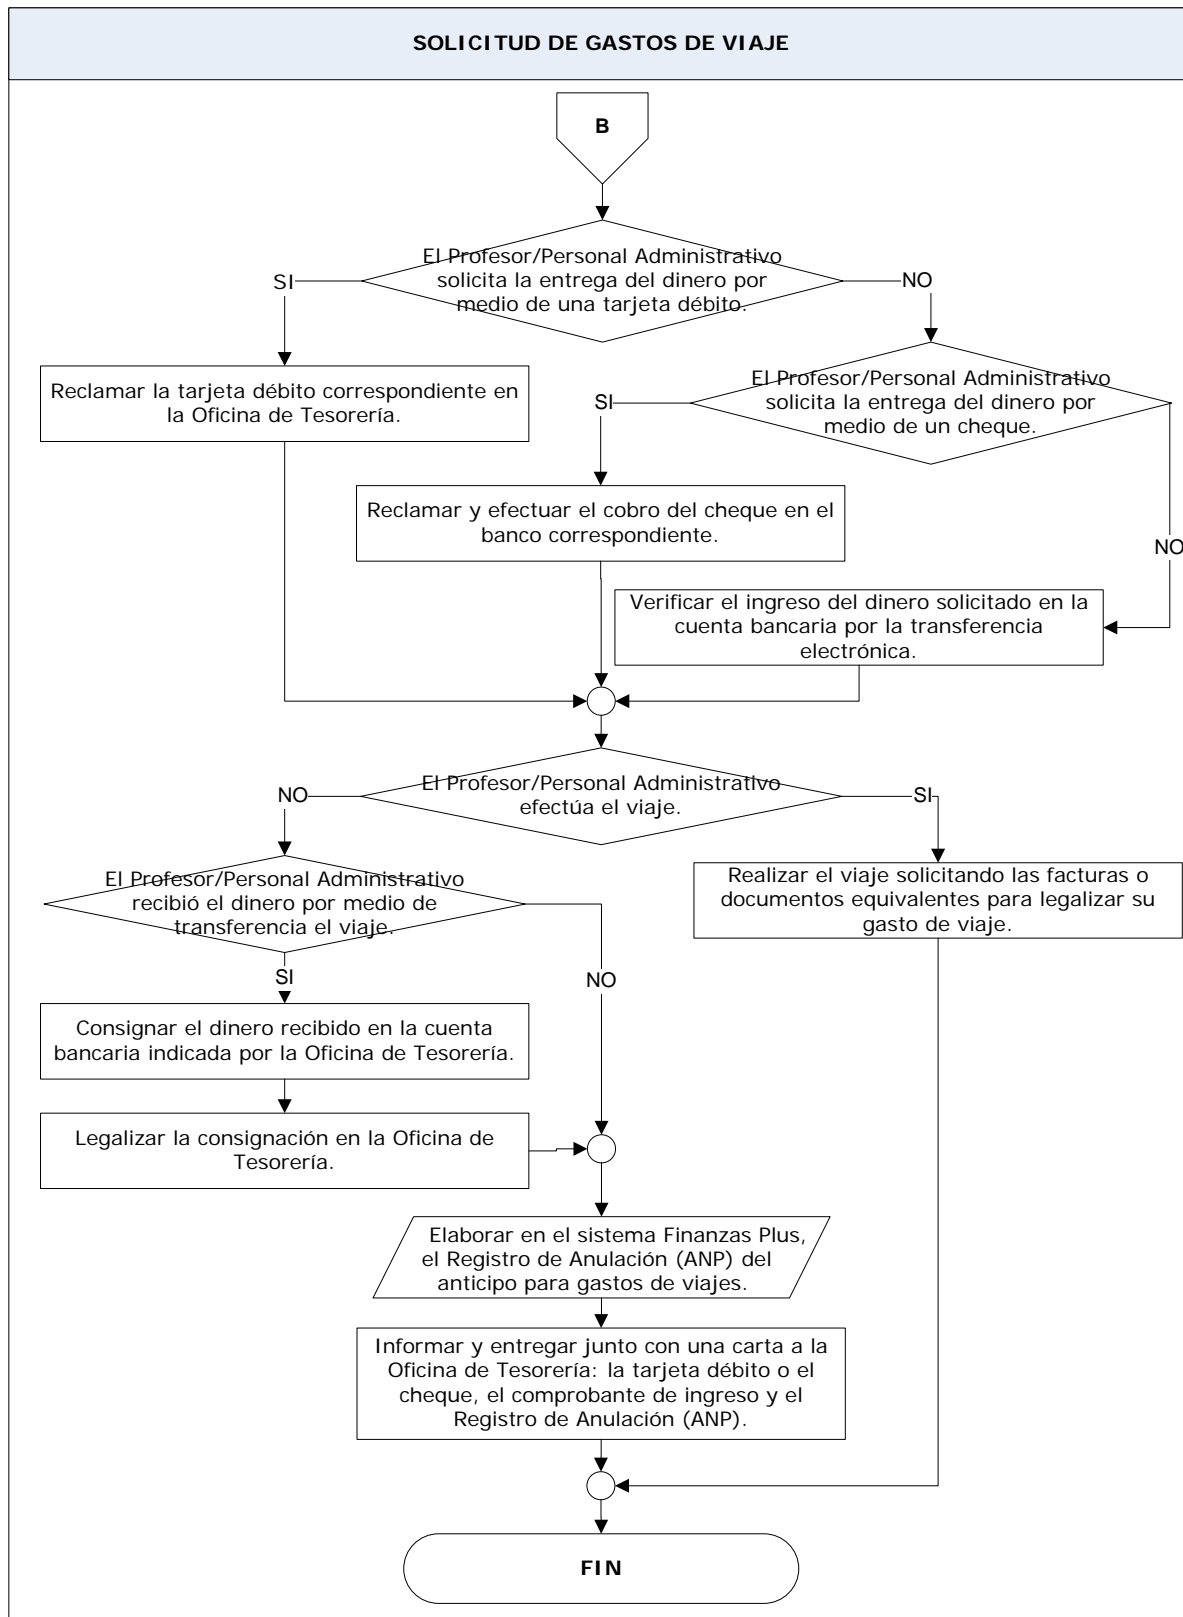 SOLICITUD DE GASTOS DE VIAJE
B
El Profesor/Personal Administrativo
solicita la entrega del dinero por
medio de una tarjeta débito.
SI
NO
Reclamar la tarjeta débito correspondiente en
la Oficina de Tesorería.
El Profesor/Personal Administrativo
solicita la entrega del dinero por
medio de un cheque.
SI
NO
Reclamar y efectuar el cobro del cheque en el
banco correspondiente.
Verificar el ingreso del dinero solicitado en la
cuenta bancaria por la transferencia
electrónica.
El Profesor/Personal Administrativo
efectúa el viaje.
NO
SI
El Profesor/Personal Administrativo
recibió el dinero por medio de
transferencia el viaje.
Realizar el viaje solicitando las facturas o
documentos equivalentes para legalizar su
gasto de viaje.
SI
NO
Consignar el dinero recibido en la cuenta
bancaria indicada por la Oficina de Tesorería.
Legalizar la consignación en la Oficina de
Tesorería.
Elaborar en el sistema Finanzas Plus,
el Registro de Anulación (ANP) del
anticipo para gastos de viajes.
Informar y entregar junto con una carta a la
Oficina de Tesorería: la tarjeta débito o el
cheque, el comprobante de ingreso y el
Registro de Anulación (ANP).
FIN